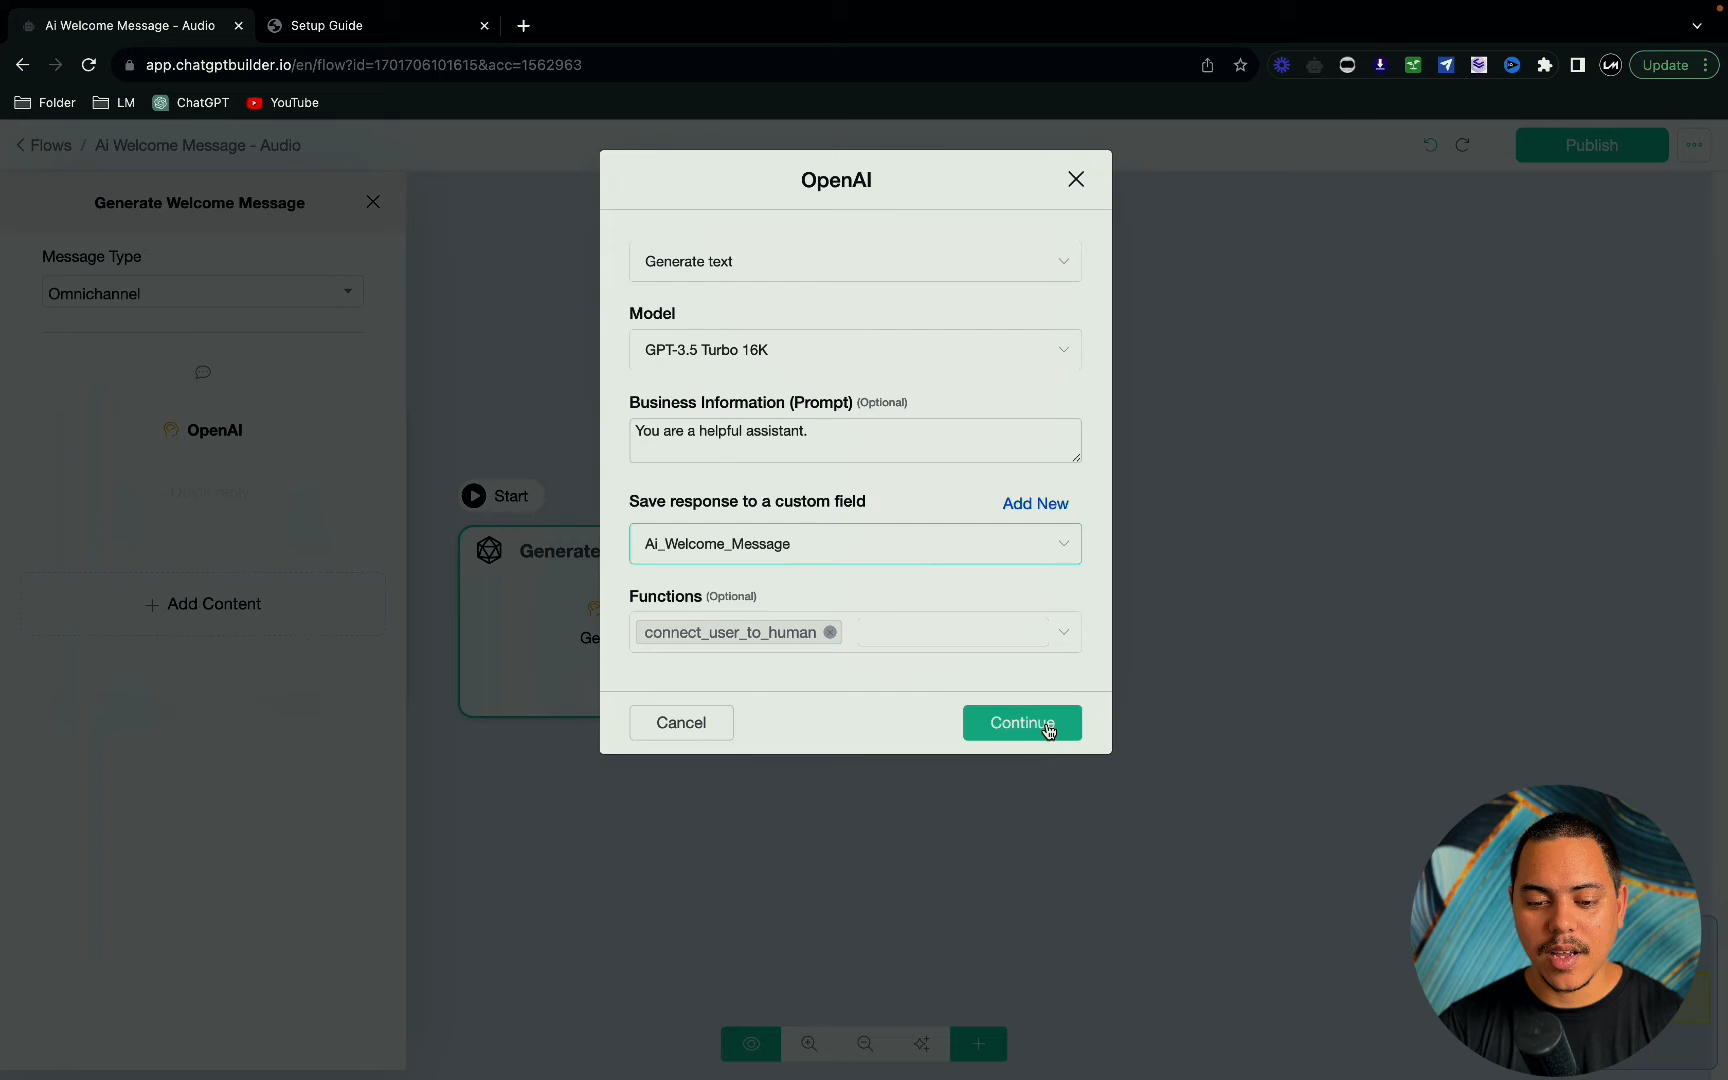 Ai Welcome Message - Audio
Setup Guide
app.chatgptbuilder.io/en/flow?id=1701706101615&acc=1562963
Update
Folder
LM
ChatGPT
YouTube
Flows / Ai Welcome Message - Audio
Publish
Generate Welcome Message
Message Type
Omnichannel
OpenAI
Quick reply
+ Add Content
Start
Generate
Ge
OpenAI
Generate text
Model
GPT-3.5 Turbo 16K
Business Information (Prompt) (Optional)
You are a helpful assistant.
Save response to a custom field
Add New
Ai_Welcome_Message
Functions (Optional)
connect_user_to_human
Cancel
Continue